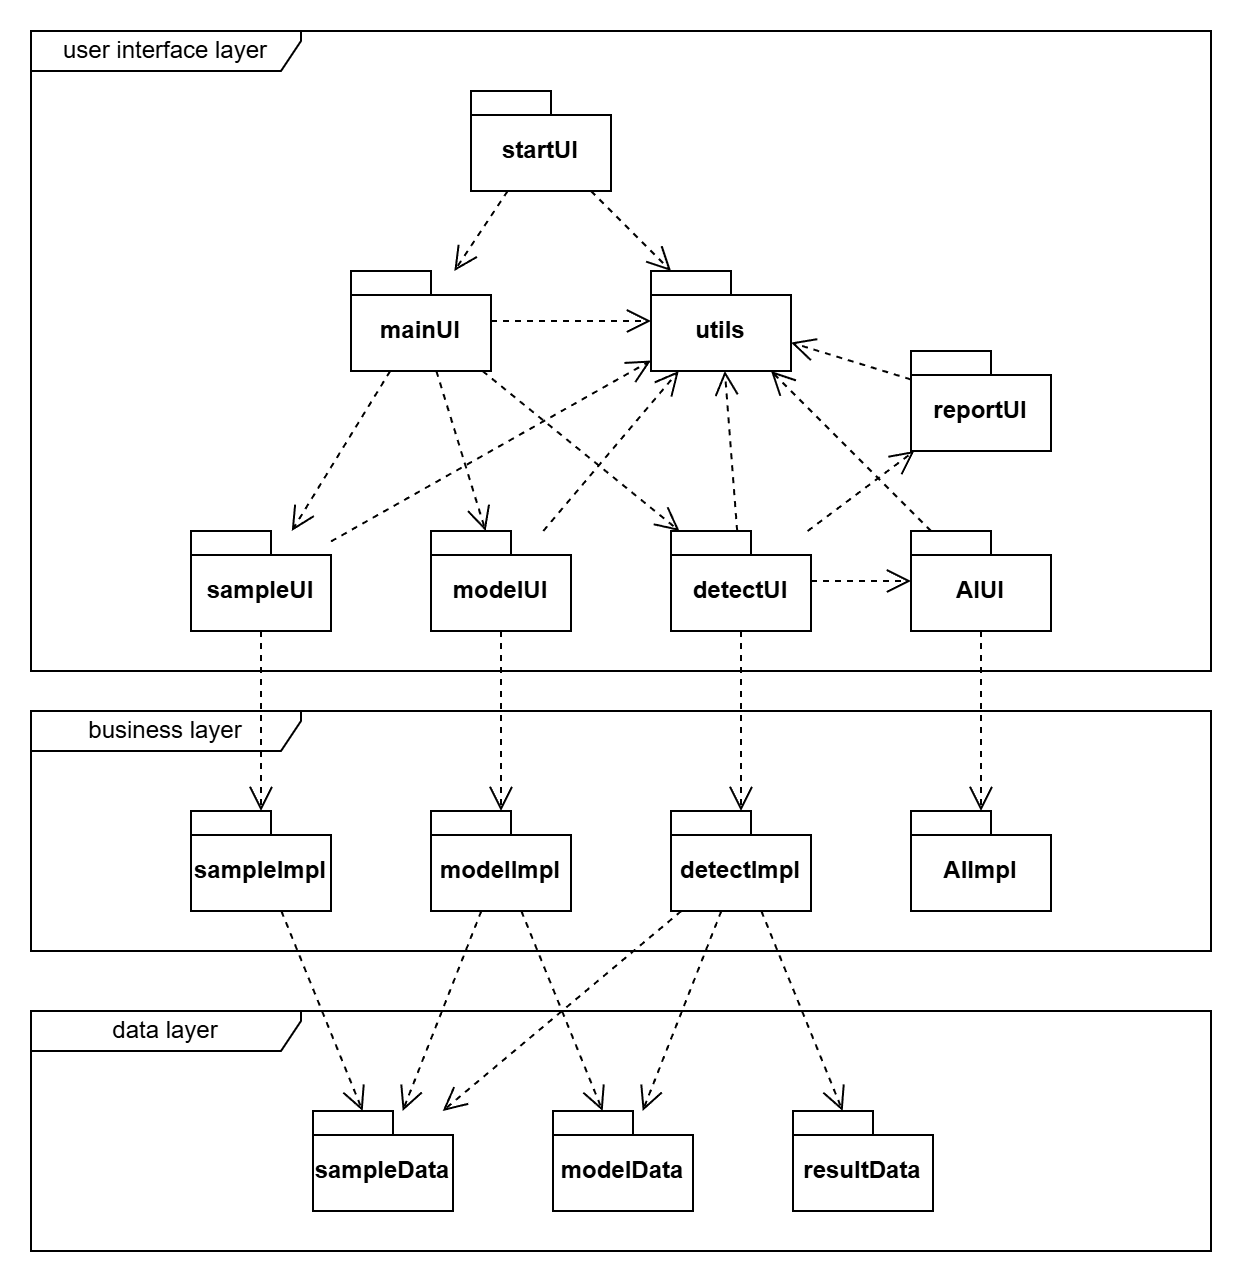 user interface layer
startUI
mainUI
utils
reportUI
sampleUI
modelUI
detectUI
AIUI
business layer
sampleImpl
modelImpl
detectImpl
AIImpl
data layer
sampleData
modelData
resultData